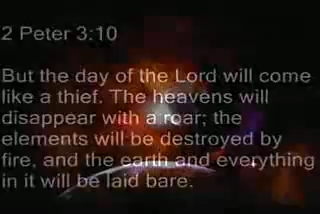 2 Peter 3:10
But the day of the Lord will come
like a thief. The heavens will
disappear with a roar; the
elements will be destroyed by
fire, and the earth and everything
in it will be laid bare.